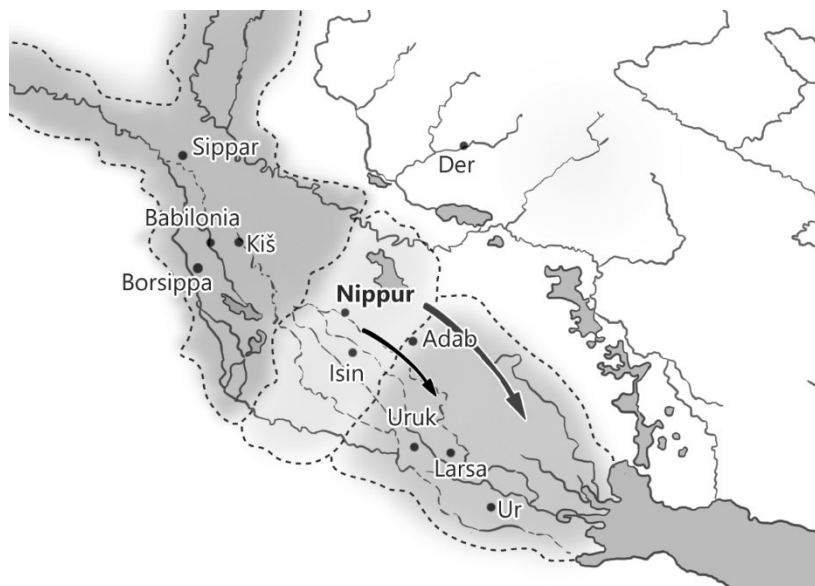 Sippar
Der
Babilonia
Kiš
Borsippa
Nippur
Adab
Isin
Uruk
Larsa
Ur